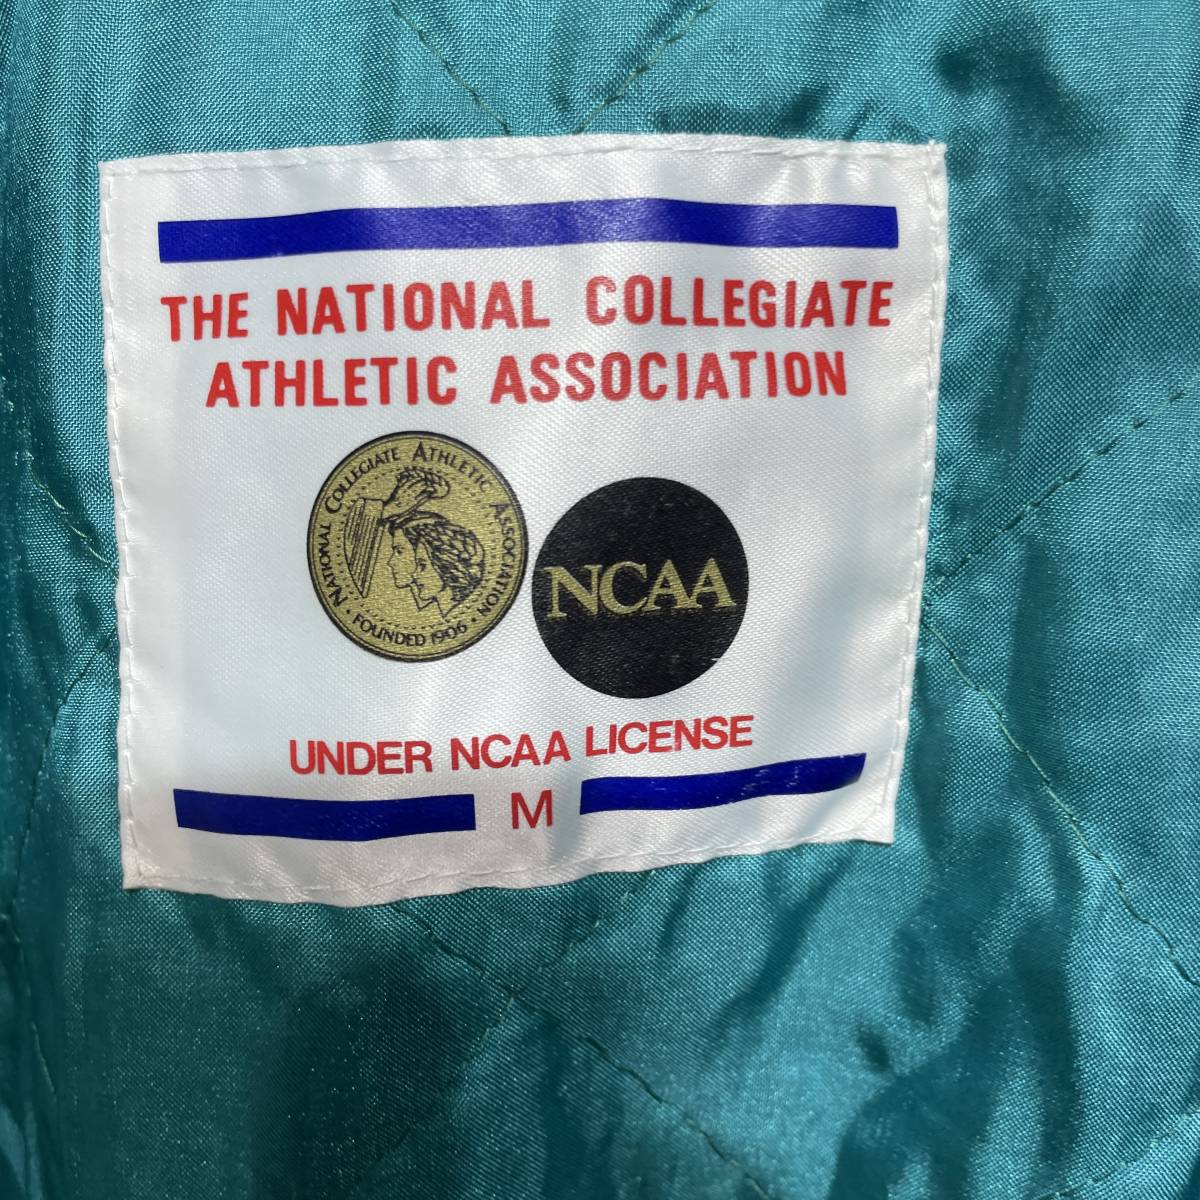 THE NATIONAL COLLEGIATE
ATHLETIC ASSOCIATION
NATIONAL COLLEGIATE ATHLETIC ASSOCIATION
• FOUNDED 1906 •
NCAA
UNDER NCAA LICENSE
M